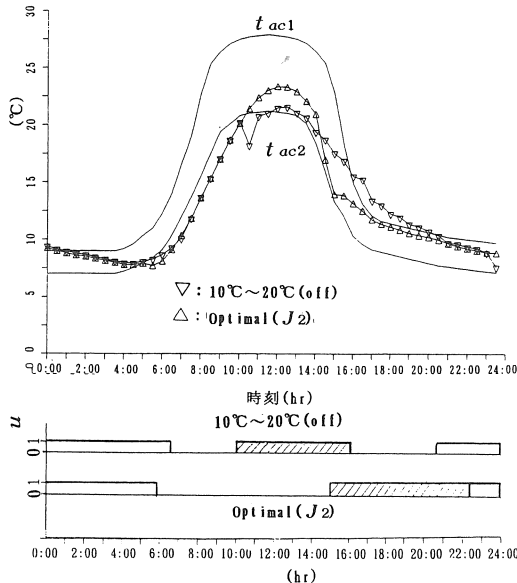 30
25
20
15
10
5
0
(℃)
t ac1
t ac2
▽ : 10℃～20℃(off)
△ : Optimal(J2)
0:00 2:00 4:00 6:00 8:00 10:00 12:00 14:00 16:00 18:00 20:00 22:00 24:00
時刻(hr)
10℃～20℃(off)
u
0 1
0 1
Optimal(J2)
0:00 2:00 4:00 6:00 8:00 10:00 12:00 14:00 16:00 18:00 20:00 22:00 24:00
(hr)